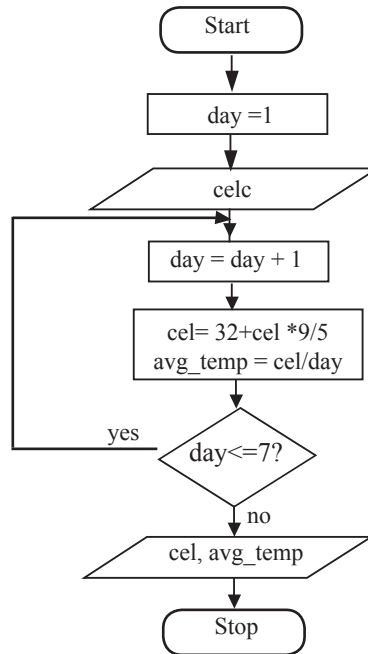 Start
day =1
celc
day = day + 1
cel= 32+cel *9/5
avg_temp = cel/day
yes
day<=7?
no
cel, avg_temp
Stop